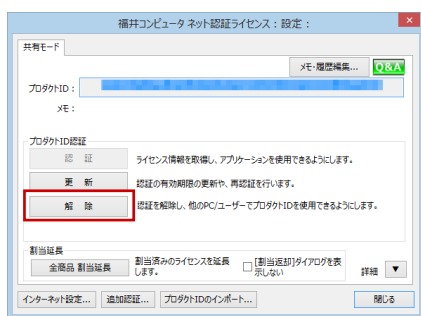 福井コンピュータ ネット認証ライセンス：設定：
×
共有モード
メモ・履歴編集...
Q&A
プロダクトID：
メモ：
プロダクトID認証
認　証
ライセンス情報を取得し、アプリケーションを使用できるようにします。
更　新
認証の有効期限の更新や、再認証を行います。
解　除
認証を解除し、他のPC/ユーザーでプロダクトIDを使用できるようにします。
割当延長
全商品 割当延長
割当済みのライセンスを延長
します。
[割当返却]ダイアログを表
示しない
詳細 ▼
インターネット設定...
追加認証...
プロダクトIDのインポート...
閉じる